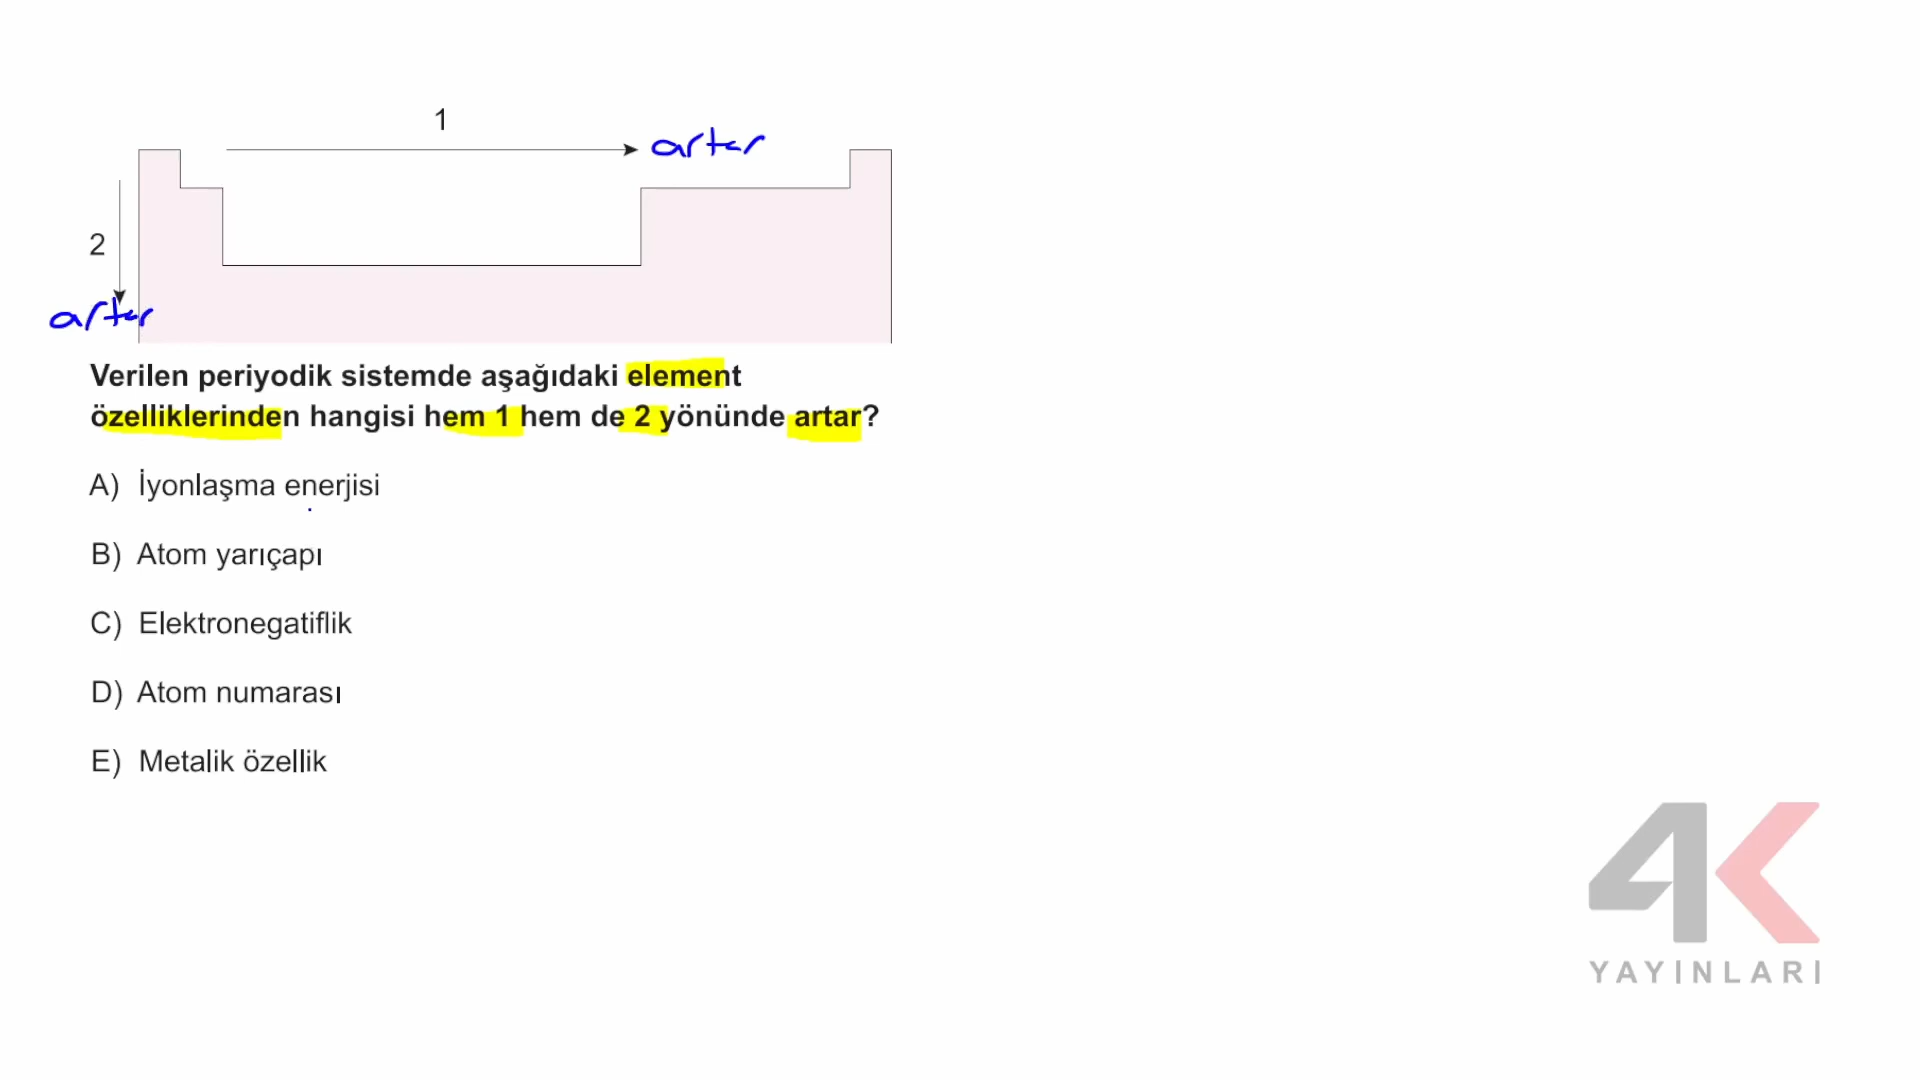 1
artar
2
artar
Verilen periyodik sistemde aşağıdaki element
özelliklerinden hangisi hem 1 hem de 2 yönünde artar?
A) İyonlaşma enerjisi
B) Atom yarıçapı
C) Elektronegatiflik
D) Atom numarası
E) Metalik özellik
4K
YAYINLARI